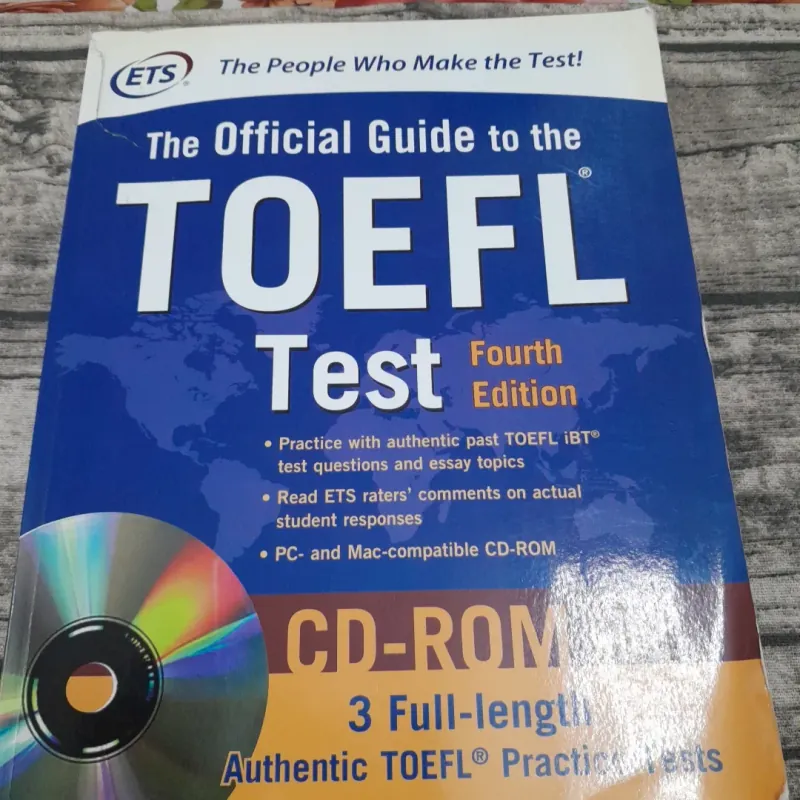 ETS® The People Who Make the Test!
The Official Guide to the
TOEFL®
Test Fourth
Edition
• Practice with authentic past TOEFL iBT®
test questions and essay topics
• Read ETS raters' comments on actual
student responses
• PC- and Mac-compatible CD-ROM
CD-ROM
3 Full-length
Authentic TOEFL® Practice Tests